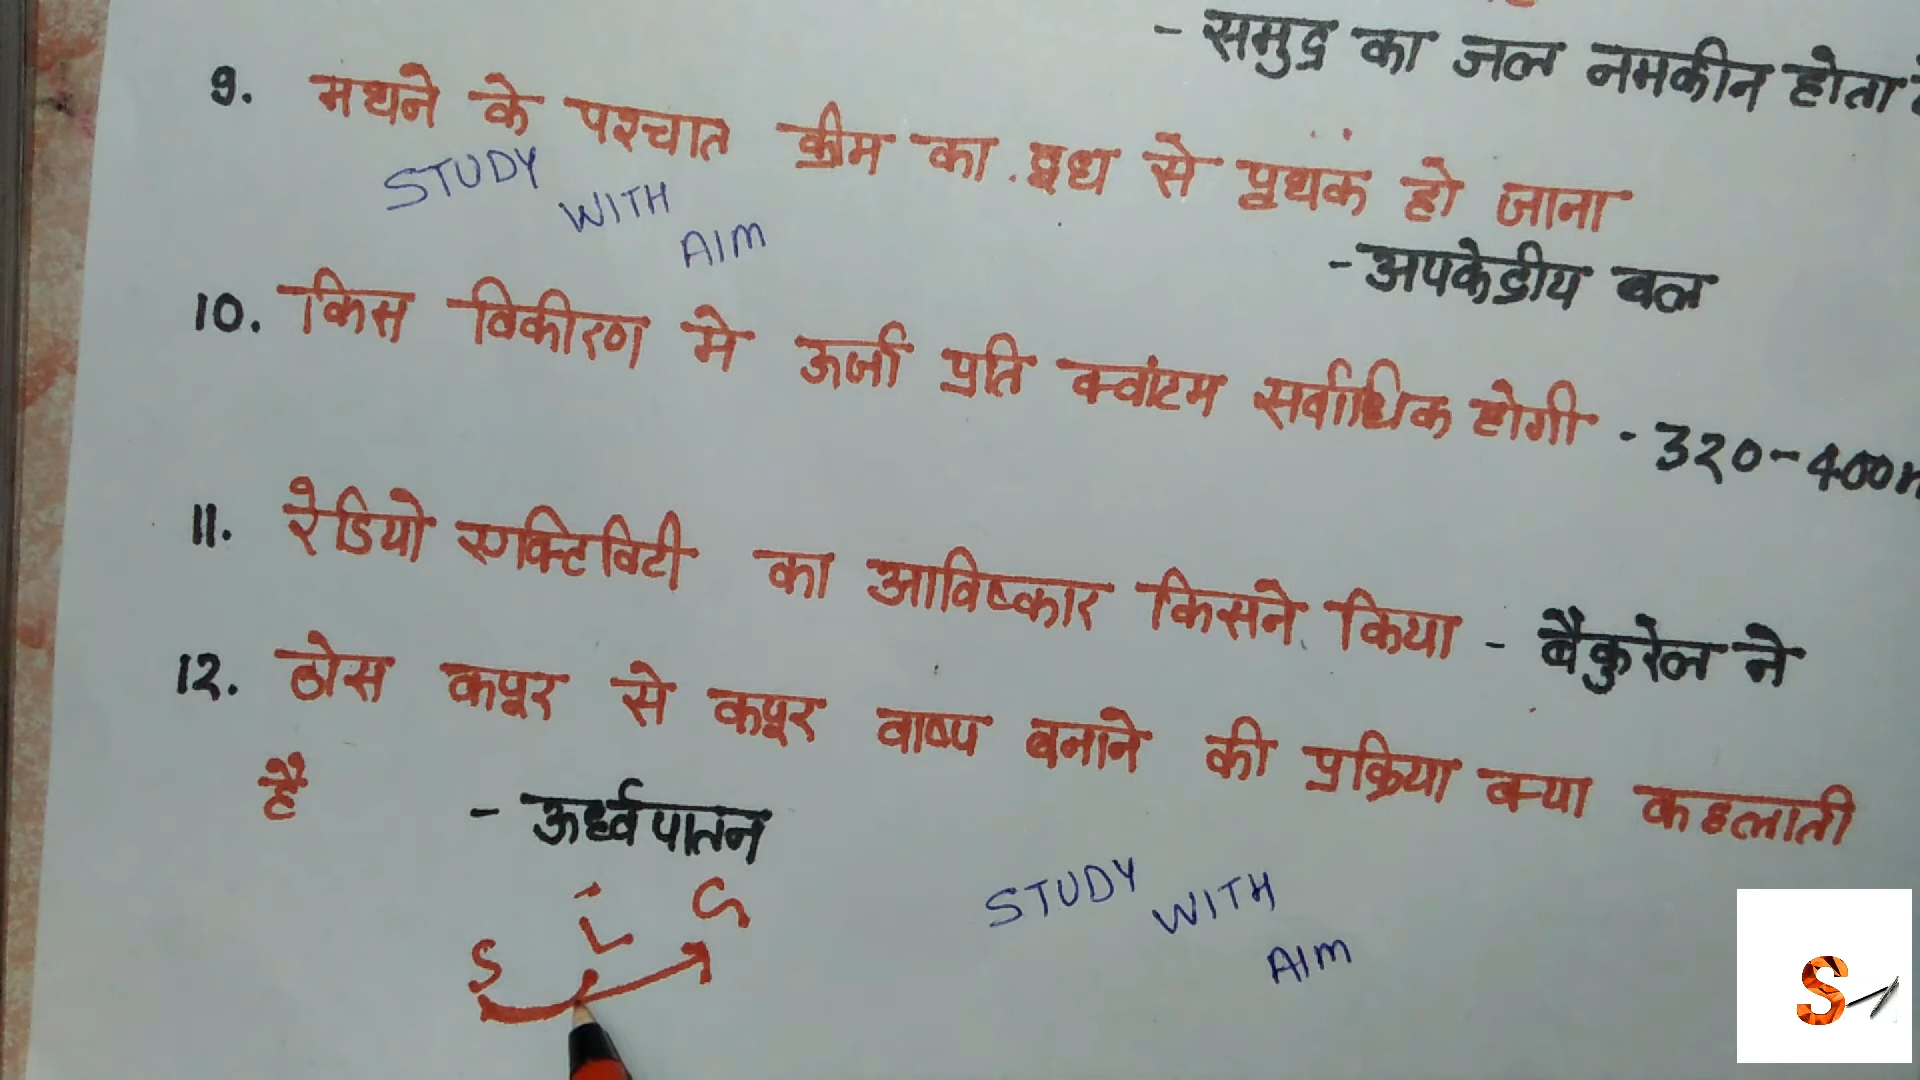 - समुद्र का जल नमकीन होता
9. मथने के पश्चात क्रीम का दूध से पृथक हो जाना
STUDY WITH AIM
- अपकेंद्रीय बल
10. किस विकीरण मे ऊर्जा प्रति क्वांटम सर्वाधिक होगी - 320-400n
11. रेडियो एक्टिविटी का आविष्कार किसने किया - बैकुरेल ने
12. ठोस कपूर से कपूर वाष्प बनाने की प्रक्रिया क्या कहलाती
है - ऊर्ध्वपातन
S L G
STUDY WITH AIM
S